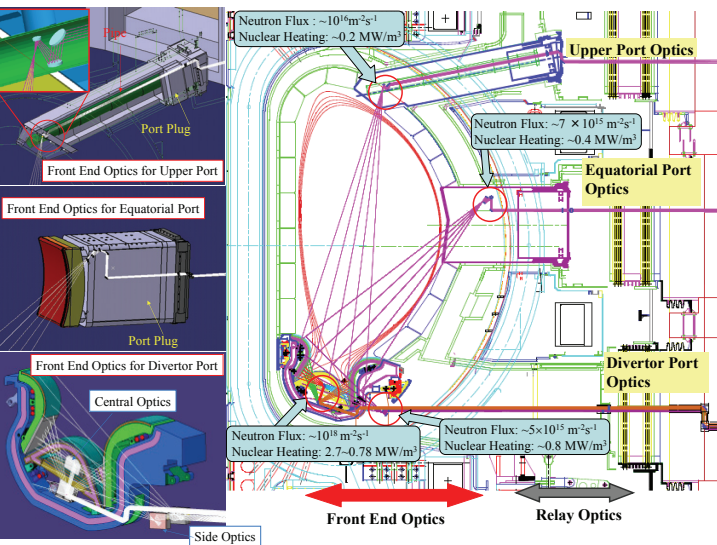 Pipe
Port Plug
Front End Optics for Upper Port
Front End Optics for Equatorial Port
Port Plug
Front End Optics for Divertor Port
Central Optics
Side Optics
Neutron Flux : ~10¹⁶m⁻²s⁻¹
Nuclear Heating: ~0.2 MW/m³
Upper Port Optics
Neutron Flux: ~7 × 10¹⁵ m⁻²s⁻¹
Nuclear Heating: ~0.4 MW/m³
Equatorial Port
Optics
Divertor Port
Optics
Neutron Flux: ~10¹⁸ m⁻²s⁻¹
Nuclear Heating: 2.7~0.78 MW/m³
Neutron Flux: ~5×10¹⁵ m⁻²s⁻¹
Nuclear Heating: ~0.8 MW/m³
Front End Optics
Relay Optics